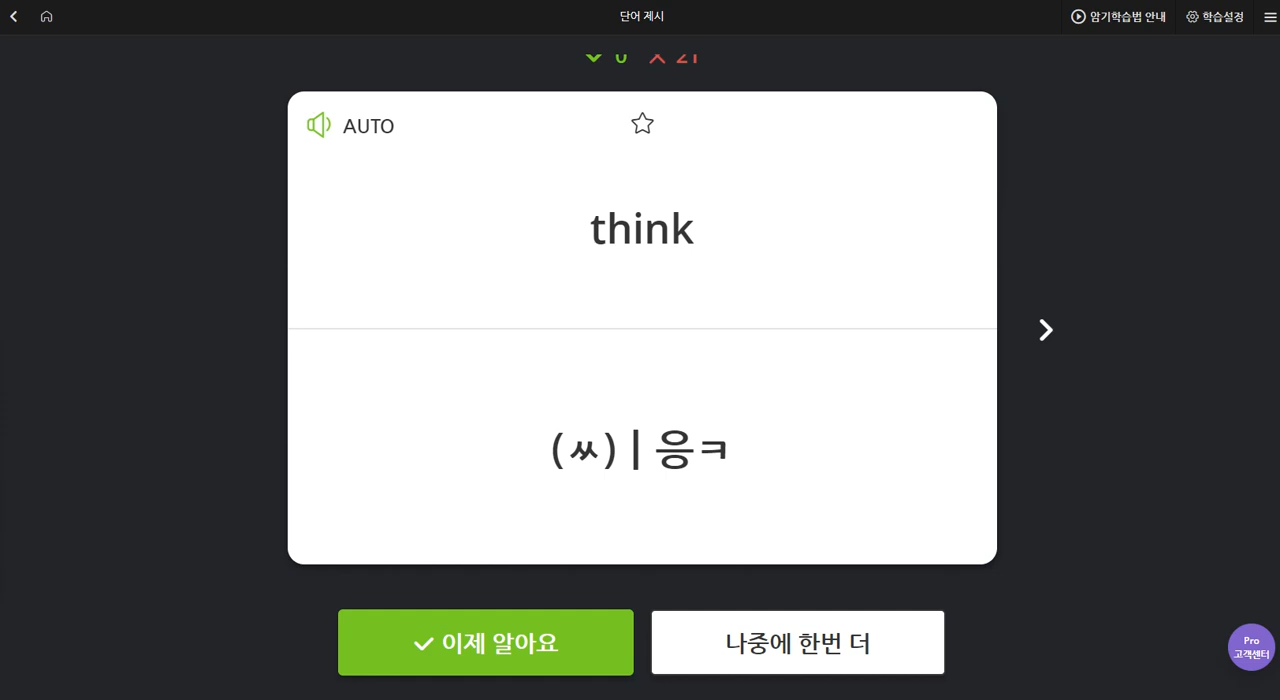 단어 제시
암기학습법 안내
학습설정
AUTO
think
(ㅆ)ㅣ응ㅋ
이제 알아요
나중에 한번 더
Pro
고객센터